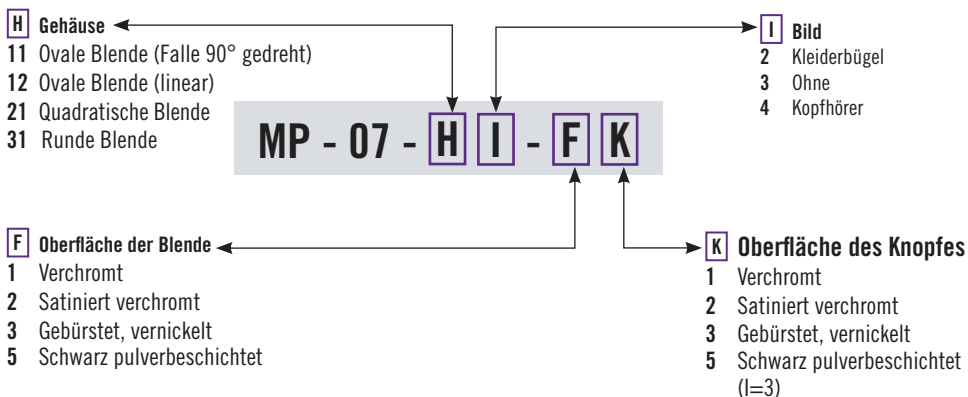 H Gehäuse
11 Ovale Blende (Falle 90° gedreht)
12 Ovale Blende (linear)
21 Quadratische Blende
31 Runde Blende
I Bild
2 Kleiderbügel
3 Ohne
4 Kopfhörer
MP - 07 - H I - F K
F Oberfläche der Blende
1 Verchromt
2 Satiniert verchromt
3 Gebürstet, vernickelt
5 Schwarz pulverbeschichtet
K Oberfläche des Knopfes
1 Verchromt
2 Satiniert verchromt
3 Gebürstet, vernickelt
5 Schwarz pulverbeschichtet
(I=3)